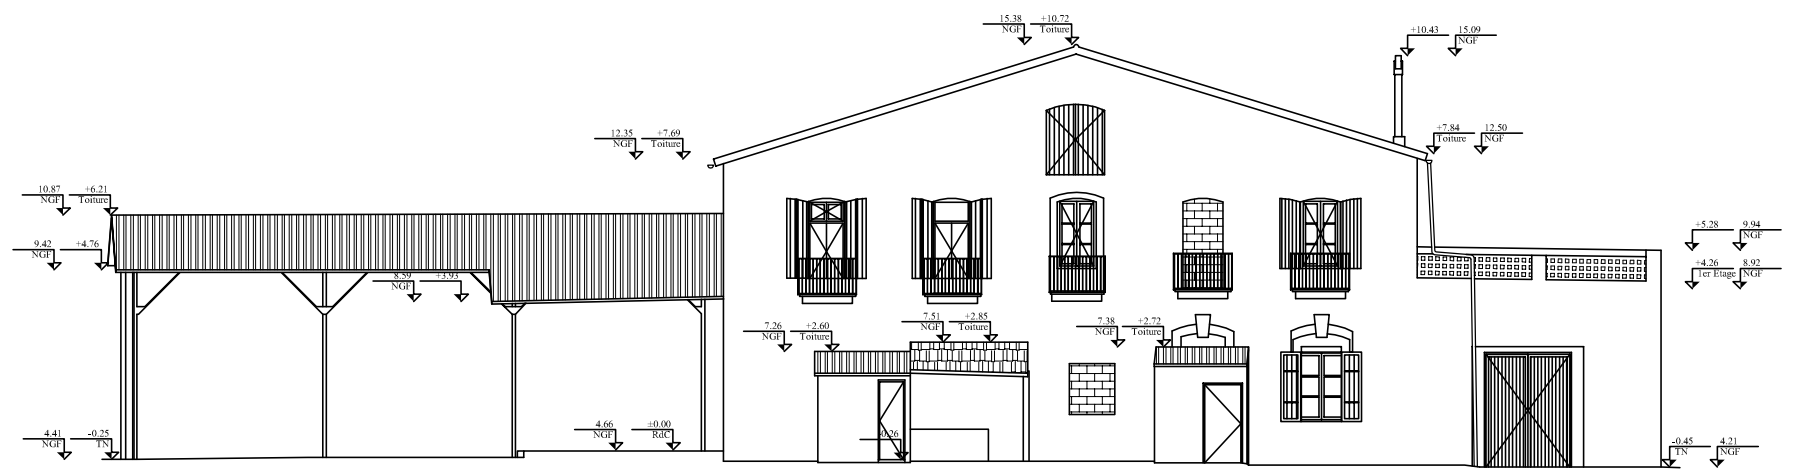 15.38 +10.72
NGF Toiture
+10.43 15.09
NGF
12.35 +7.69
NGF Toiture
+7.84 12.50
Toiture NGF
10.87 +6.21
NGF Toiture
9.42 +4.76
NGF
+5.28 9.94
NGF
+4.26 8.92
1er Etage NGF
8.59 +3.93
NGF
7.26 +2.60
NGF Toiture
7.51 +2.85
NGF Toiture
7.38 +2.72
NGF Toiture
4.41 -0.25
NGF TN
4.66 ±0.00
NGF RdC
-0.26
-0.45 4.21
TN NGF